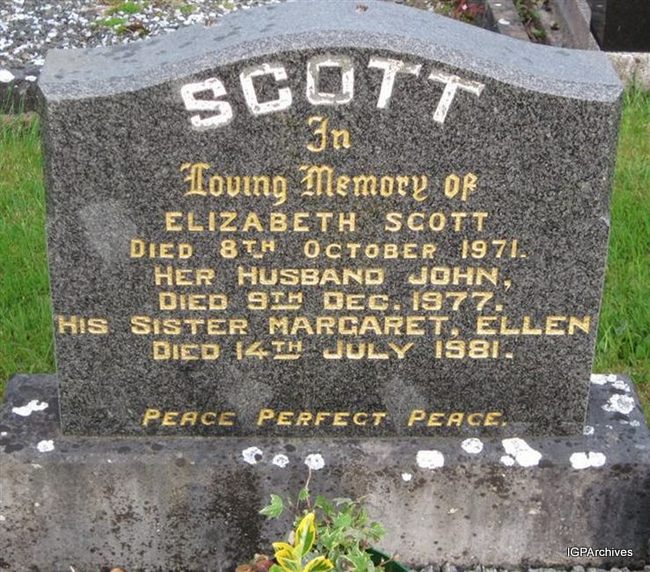 SCOTT
In
Loving Memory of
ELIZABETH SCOTT
DIED 8TH OCTOBER 1971.
HER HUSBAND JOHN,
DIED 9TH DEC. 1977.
HIS SISTER MARGARET, ELLEN
DIED 14TH JULY 1981.
PEACE PERFECT PEACE.
IGPArchives